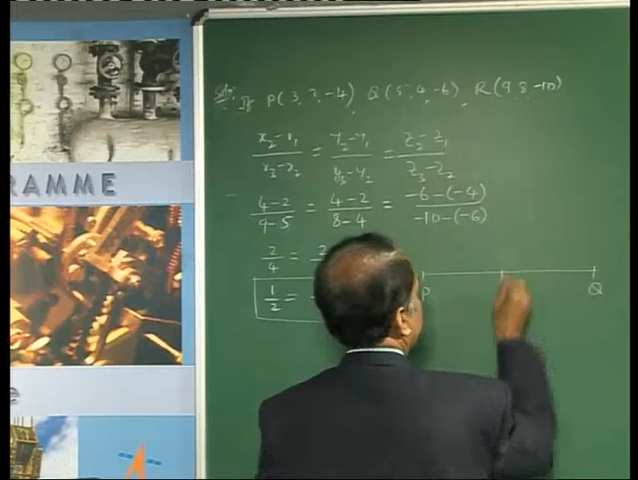 RAMME
If P(3, 2, -4) Q(5, 4, -6) R(9 8, -10)
x₂-x₁ / x₃-x₂ = y₂-y₁ / y₃-y₂ = z₂-z₁ / z₃-z₂
4-2 / 9-5 = 4-2 / 8-4 = -6-(-4) / -10-(-6)
2/4 = 2
1/2 =
P Q
e